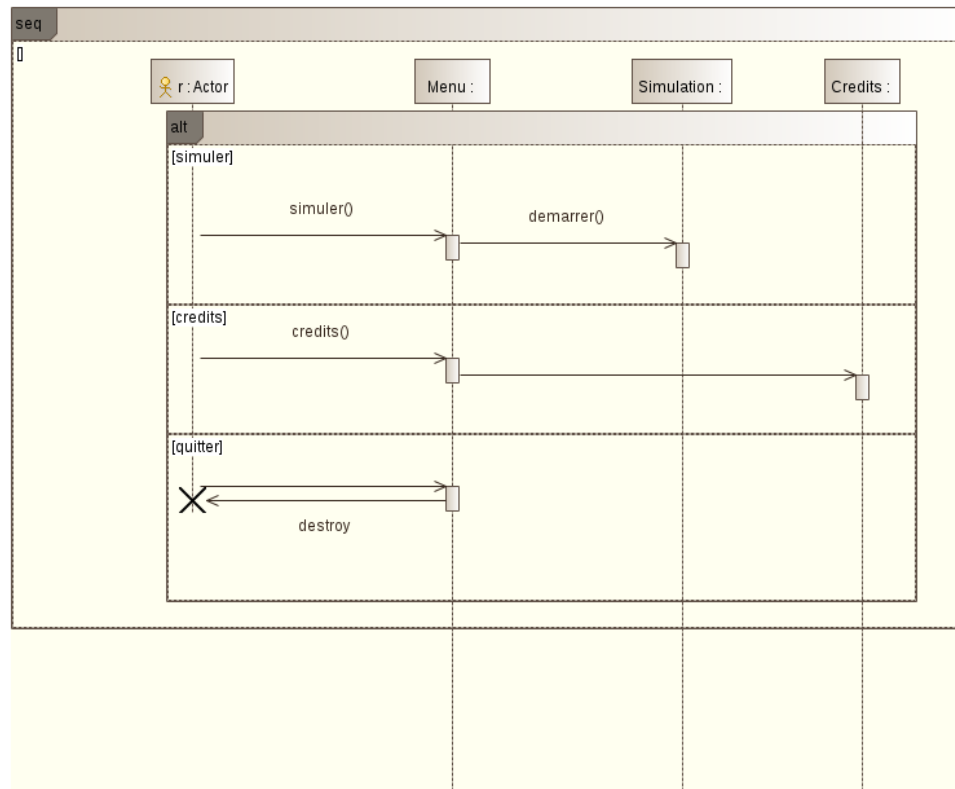 seq
[]
r : Actor
Menu :
Simulation :
Credits :
alt
[simuler]
simuler()
demarrer()
[credits]
credits()
[quitter]
destroy